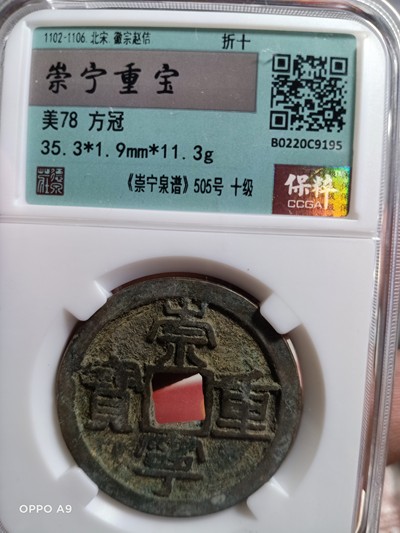 1102-1106. 北宋. 徽宗赵佶 折十
崇宁重宝
美78 方冠
35.3*1.9mm*11.3g
B0220C9195
《崇宁泉谱》505号 十级
保粹
CCGA
崇
寳 重
寧
OPPO A9